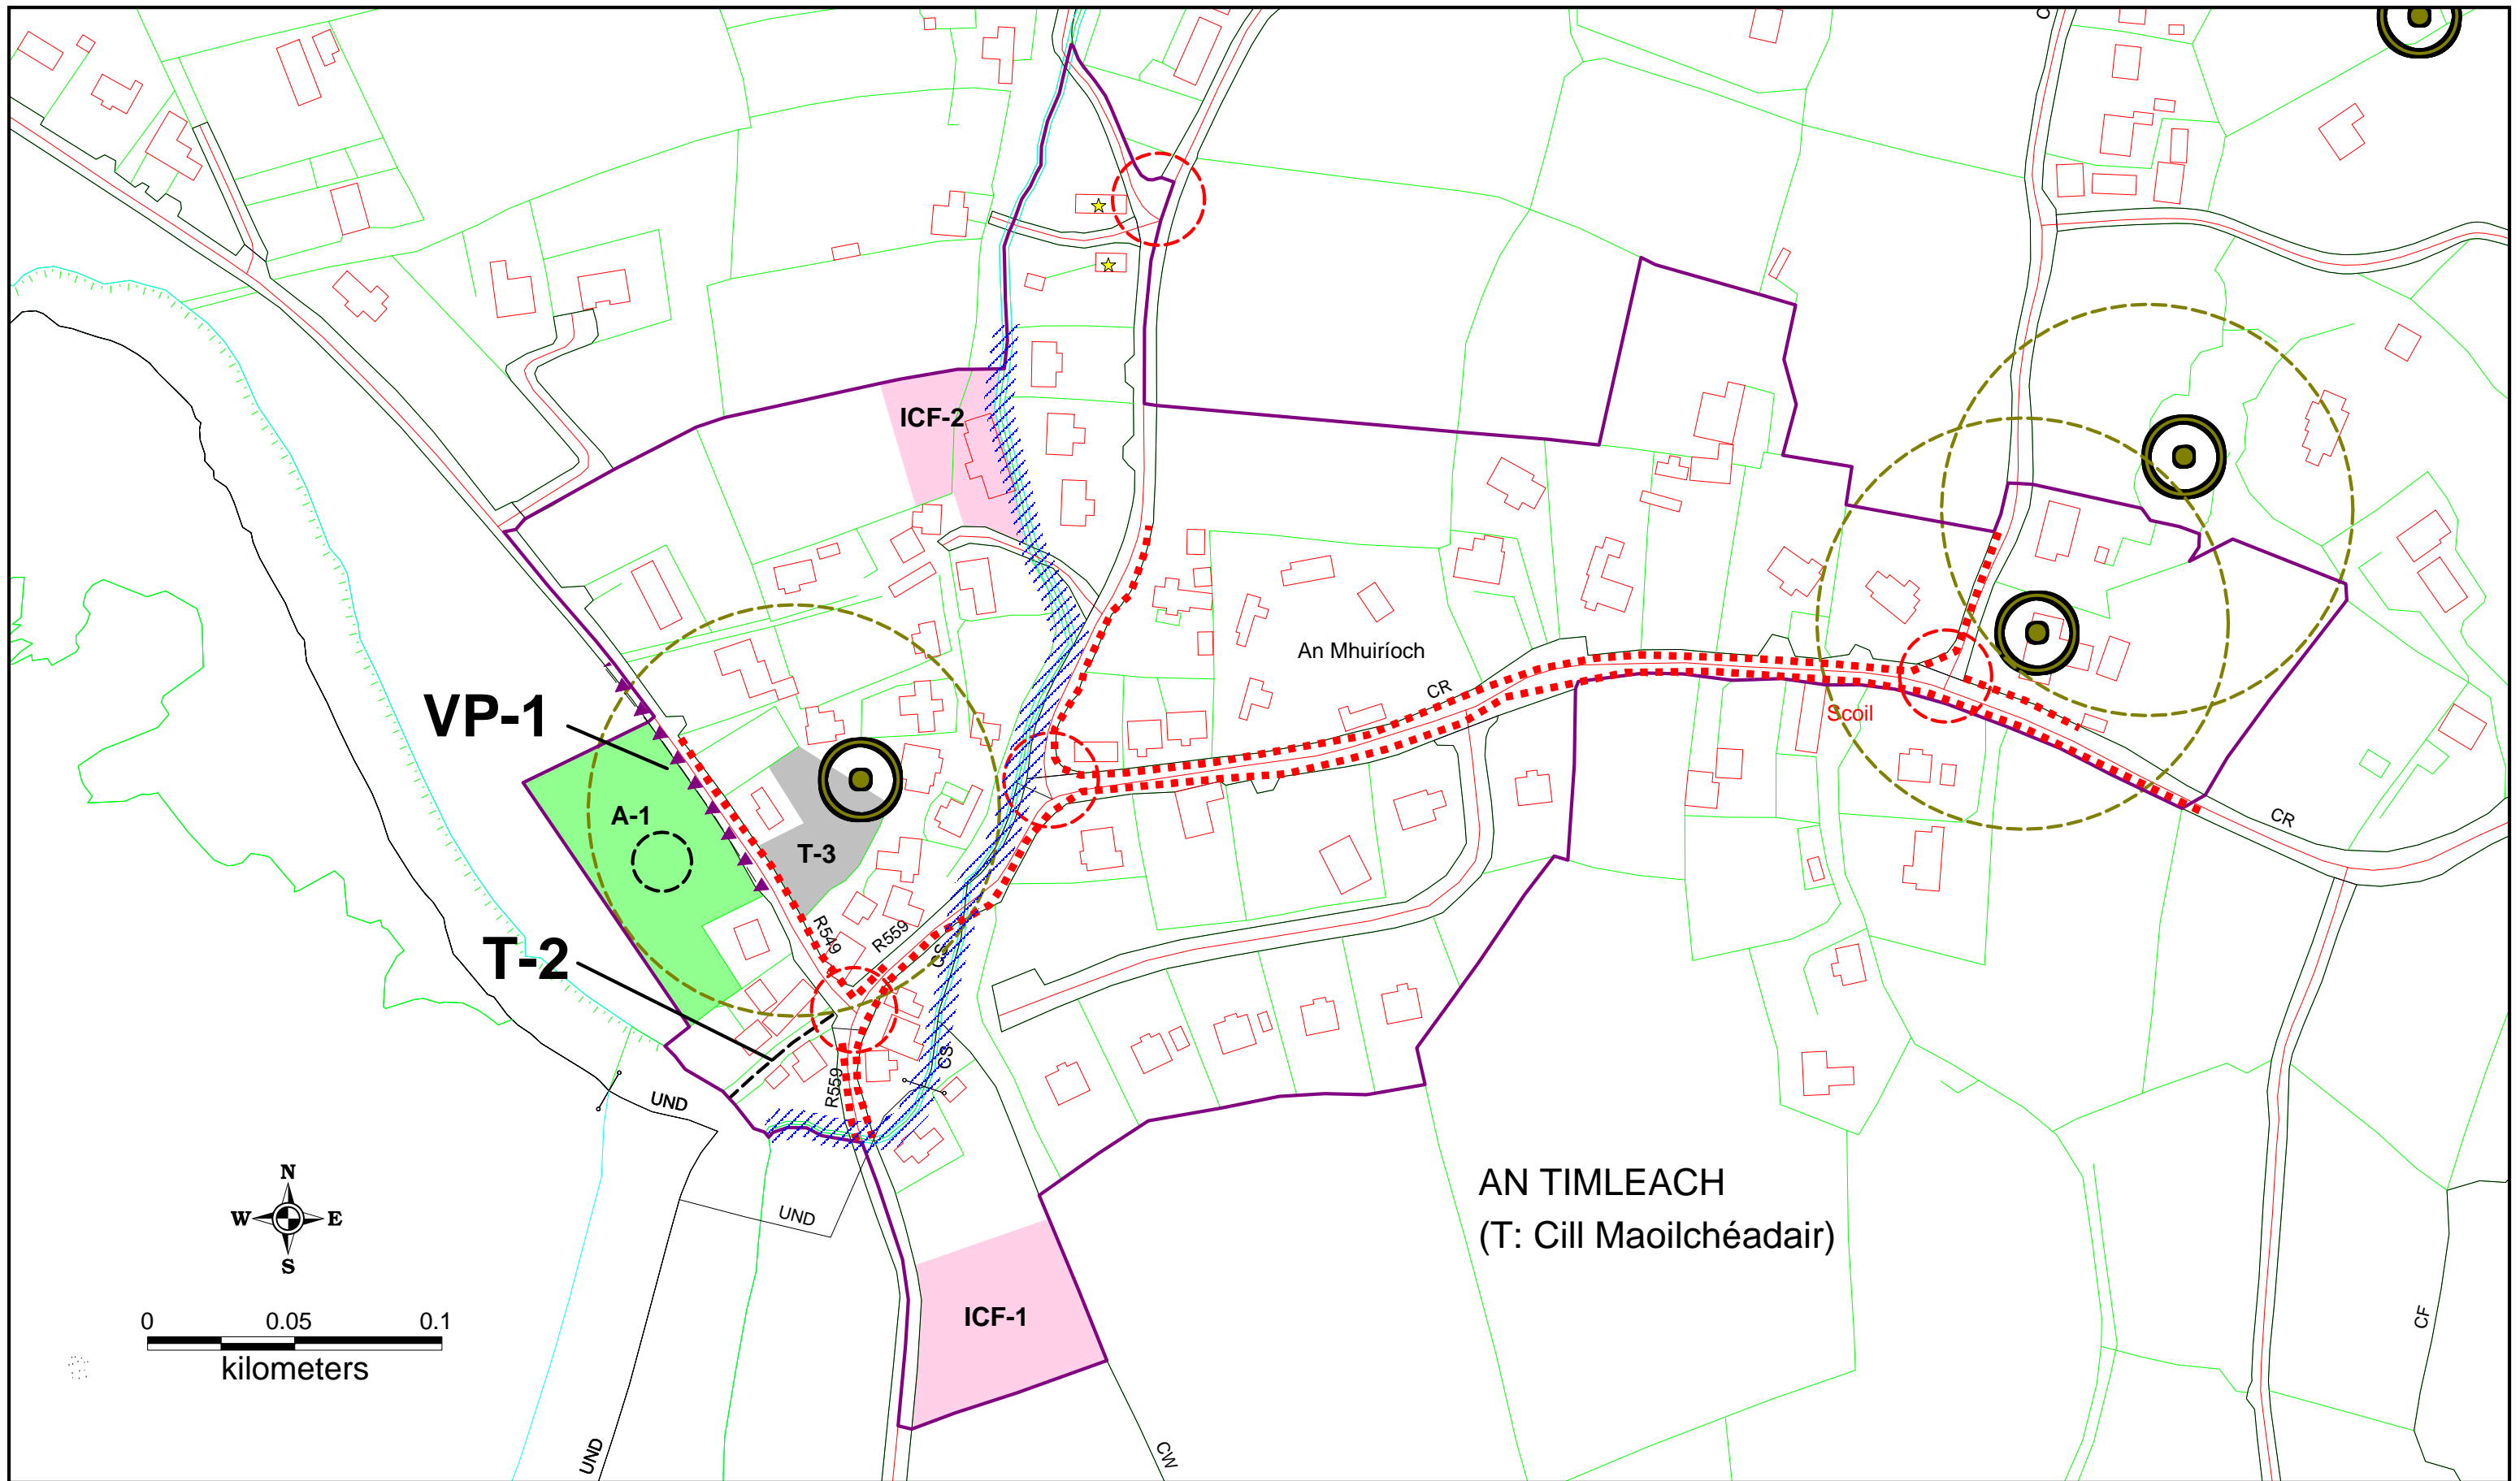 C
ICF-2
An Mhuiríoch
CR
VP-1
Scoil
A-1
T-3
CR
R549
R559
T-2
CS
CS
R559
UND
AN TIMLEACH
(T: Cill Maoilchéadair)
N
W E
S
UND
ICF-1
CF
0 0.05 0.1
kilometers
UND
CW